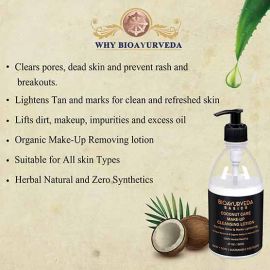 WHY BIOAYURVEDA
• Clears pores, dead skin and prevent rash and
breakouts.
• Lightens Tan and marks for clean and refreshed skin
• Lifts dirt, makeup, impurities and excess oil
• Organic Make-Up Removing lotion
• Suitable for All skin Types
• Herbal Natural and Zero Synthetics
BIOAYURVEDA
BASICS
COCONUT CARE
MAKE-UP
CLEANSING LOTION